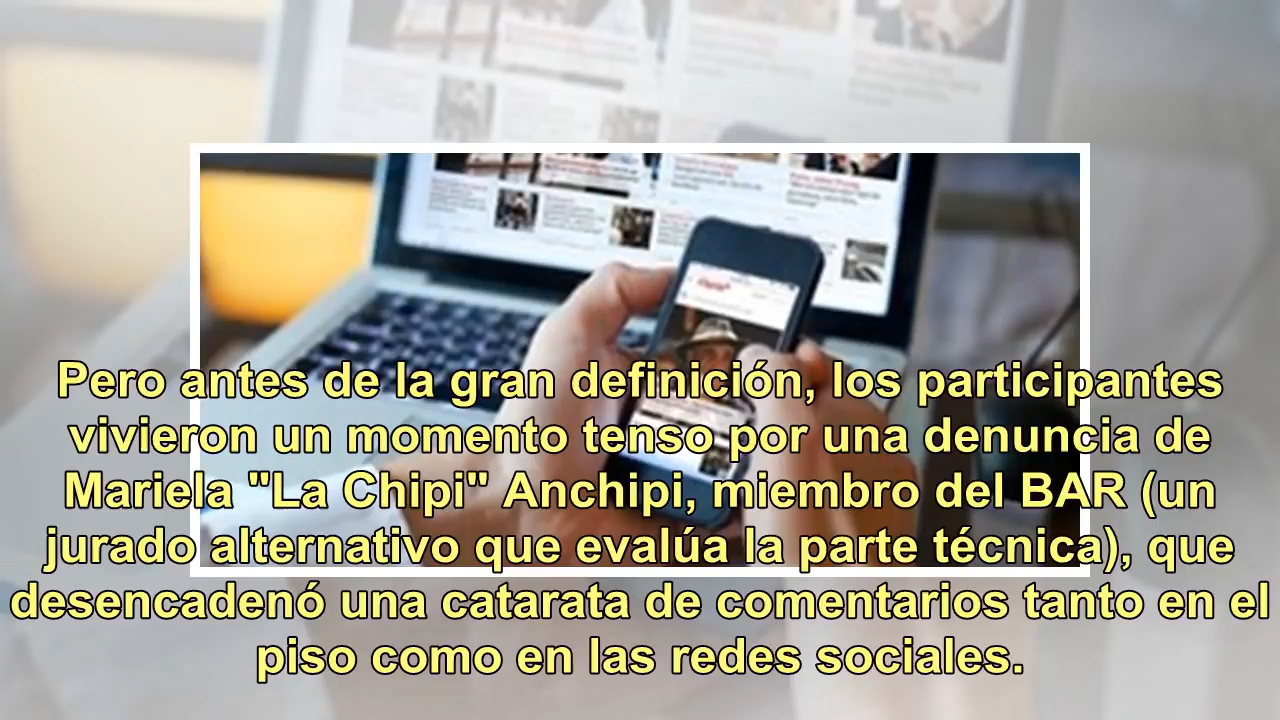 Pero antes de la gran definición, los participantes
vivieron un momento tenso por una denuncia de
Mariela "La Chipi" Anchipi, miembro del BAR (un
jurado alternativo que evalúa la parte técnica), que
desencadenó una catarata de comentarios tanto en el
piso como en las redes sociales.